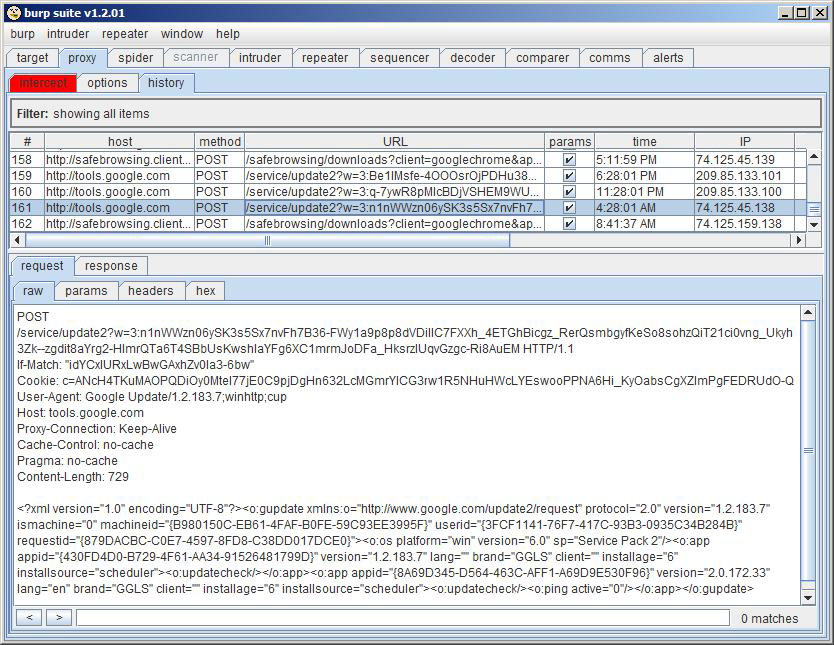 burp suite v1.2.01
burp intruder repeater window help
target proxy spider scanner intruder repeater sequencer decoder comparer comms alerts
intercept options history
Filter: showing all items
# host method URL params time IP
158 http://safebrowsing.client... POST /safebrowsing/downloads?client=googlechrome&ap... 5:11:59 PM 74.125.45.139
159 http://tools.google.com POST /service/update2?w=3:Be1lMsfe-4OOOsrOjPDHu38... 6:28:01 PM 209.85.133.101
160 http://tools.google.com POST /service/update2?w=3:q-7ywR8pMlcBDjVSHEM9WU... 11:28:01 PM 209.85.133.100
161 http://tools.google.com POST /service/update2?w=3:n1nWWzn06ySK3s5Sx7nvFh7... 4:28:01 AM 74.125.45.138
162 http://safebrowsing.client... POST /safebrowsing/downloads?client=googlechrome&ap... 8:41:37 AM 74.125.159.138
request response
raw params headers hex
POST
/service/update2?w=3:n1nWWzn06ySK3s5Sx7nvFh7B36-FWy1a9p8p8dVDiIlC7FXXh_4ETGhBicgz_RerQsmbgyfKeSo8sohzQiT21ci0vng_Ukyh
3Zk--zgdit8aYrg2-HImrQTa6T4SBbUsKwshIaYFg6XC1mrmJoDFa_HksrzlUqvGzgc-Ri8AuEM HTTP/1.1
If-Match: "idYCxIURxLwBwGAxhZv0Ia3-6bw"
Cookie: c=ANcH4TKuMAOPQDiOy0MteI77jE0C9pjDgHn632LcMGmrYlCG3rw1R5NHuHWcLYEswooPPNA6Hi_KyOabsCgXZImPgFEDRUdO-Q
User-Agent: Google Update/1.2.183.7;winhttp;cup
Host: tools.google.com
Proxy-Connection: Keep-Alive
Cache-Control: no-cache
Pragma: no-cache
Content-Length: 729
<?xml version="1.0" encoding="UTF-8"?><o:gupdate xmlns:o="http://www.google.com/update2/request" protocol="2.0" version="1.2.183.7"
ismachine="0" machineid="{B980150C-EB61-4FAF-B0FE-59C93EE3995F}" userid="{3FCF1141-76F7-417C-93B3-0935C34B284B}"
requestid="{879DACBC-C0E7-4597-8FD8-C38DD017DCE0}"><o:os platform="win" version="6.0" sp="Service Pack 2"/><o:app
appid="{430FD4D0-B729-4F61-AA34-91526481799D}" version="1.2.183.7" lang="" brand="GGLS" client="" installage="6"
installsource="scheduler"><o:updatecheck/></o:app><o:app appid="{8A69D345-D564-463C-AFF1-A69D9E530F96}" version="2.0.172.33"
lang="en" brand="GGLS" client="" installage="6" installsource="scheduler"><o:updatecheck/><o:ping active="0"/></o:app></o:gupdate>
< > 0 matches